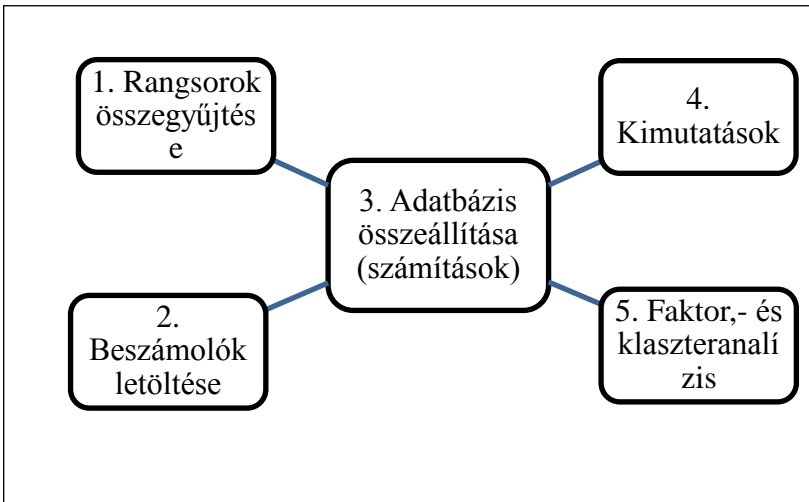 1. Rangsorok
összegyűjtés
e
2.
Beszámolók
letöltése
3. Adatbázis
összeállítása
(számítások)
4.
Kimutatások
5. Faktor,- és
klaszteranalí
zis